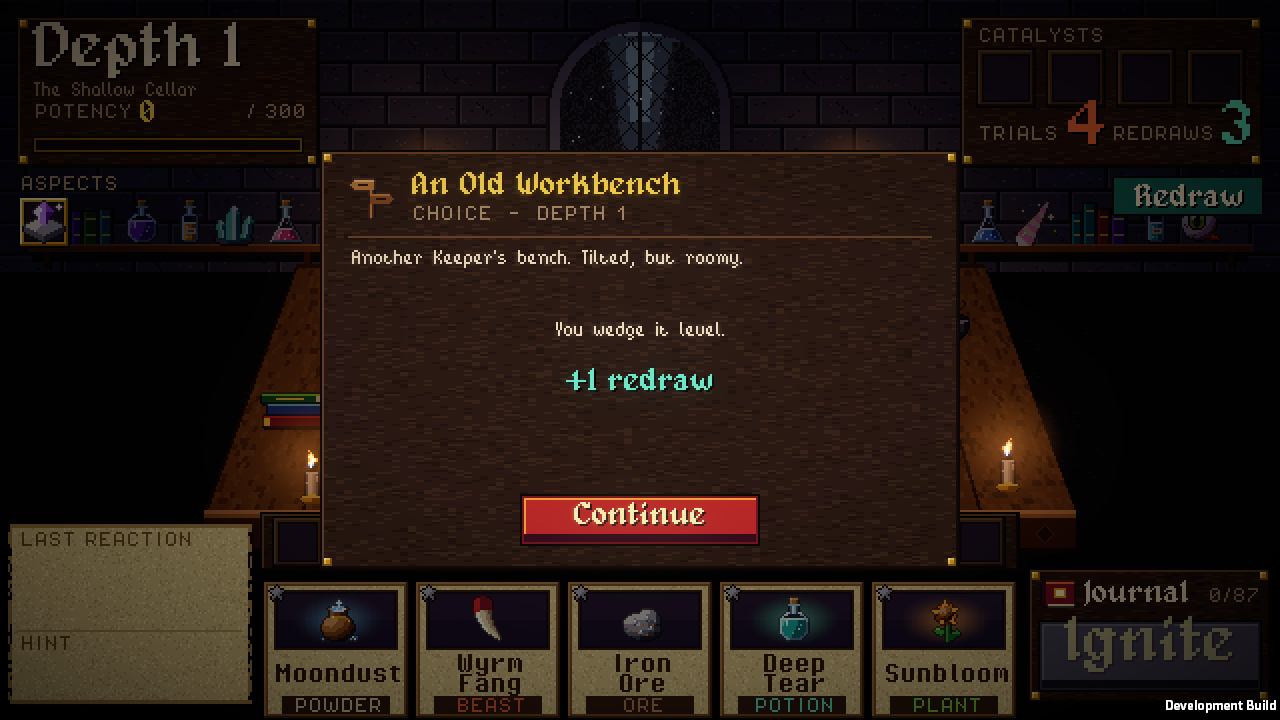 Depth 1
The Shallow Cellar
POTENCY 0 / 300
ASPECTS
CATALYSTS
TRIALS 4 REDRAWS 3
Redraw
An Old Workbench
CHOICE - DEPTH 1
Another Keeper's bench. Tilted, but roomy.
You wedge it level.
+1 redraw
Continue
LAST REACTION
HINT
Moondust
POWDER
Wyrm
Fang
BEAST
Iron
Ore
ORE
Deep
Tear
POTION
Sunbloom
PLANT
Journal 0/87
Ignite
Development Build